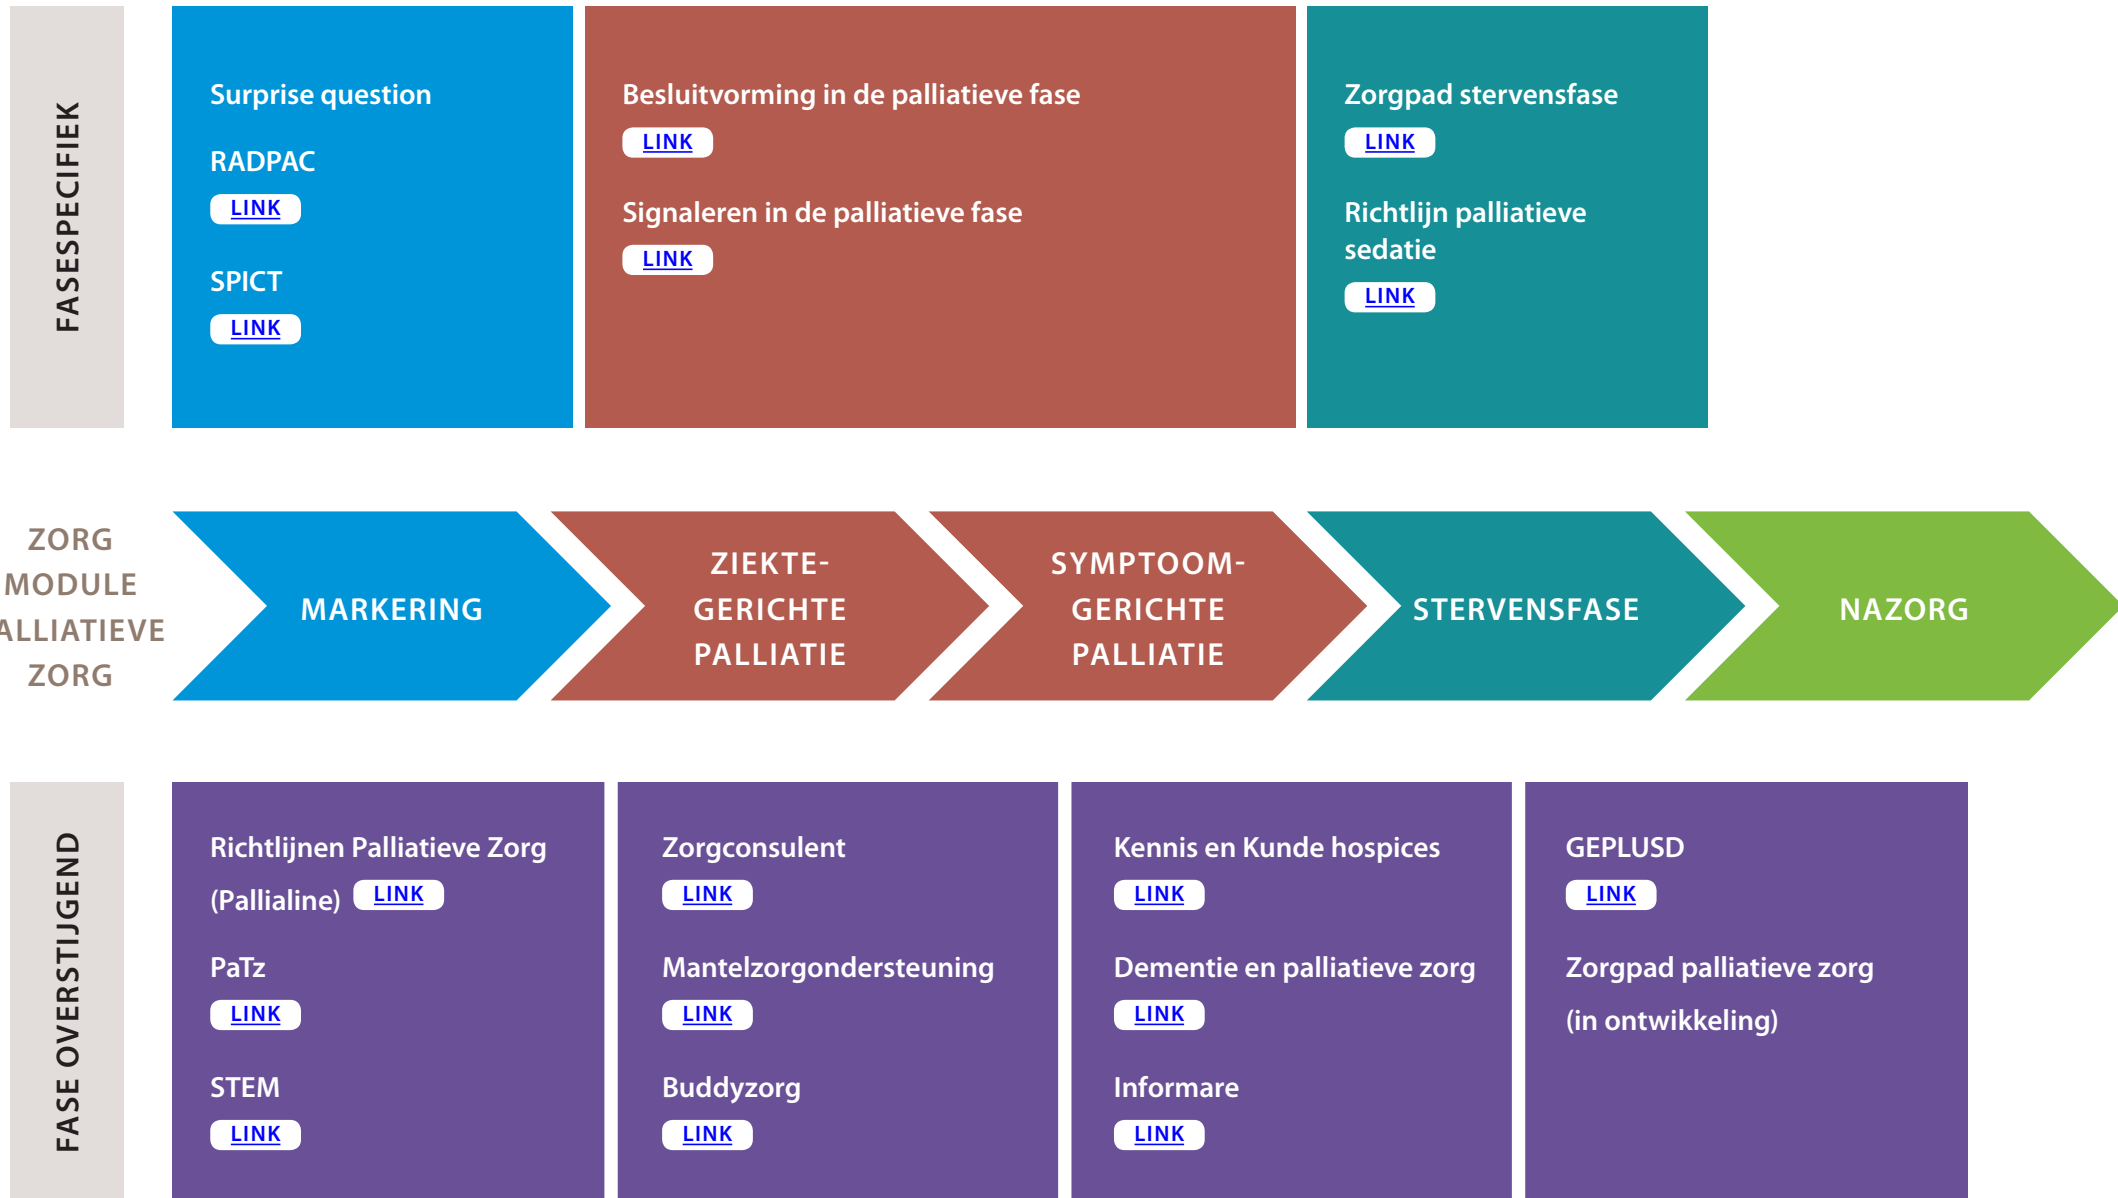 FASESPECIFIEK
Surprise question
RADPAC
LINK
SPICT
LINK
Besluitvorming in de palliatieve fase
LINK
Signaleren in de palliatieve fase
LINK
Zorgpad stervensfase
LINK
Richtlijn palliatieve
sedatie
LINK
ZORG
MODULE
ALLIATIEVE
ZORG
MARKERING
ZIEKTE-
GERICHTE
PALLIATIE
SYMPTOOM-
GERICHTE
PALLIATIE
STERVENSFASE
NAZORG
FASE OVERSTIJGEND
Richtlijnen Palliatieve Zorg
(Pallialine) LINK
PaTz
LINK
STEM
LINK
Zorgconsulent
LINK
Mantelzorgondersteuning
LINK
Buddyzorg
LINK
Kennis en Kunde hospices
LINK
Dementie en palliatieve zorg
LINK
Informare
LINK
GEPLUSD
LINK
Zorgpad palliatieve zorg
(in ontwikkeling)